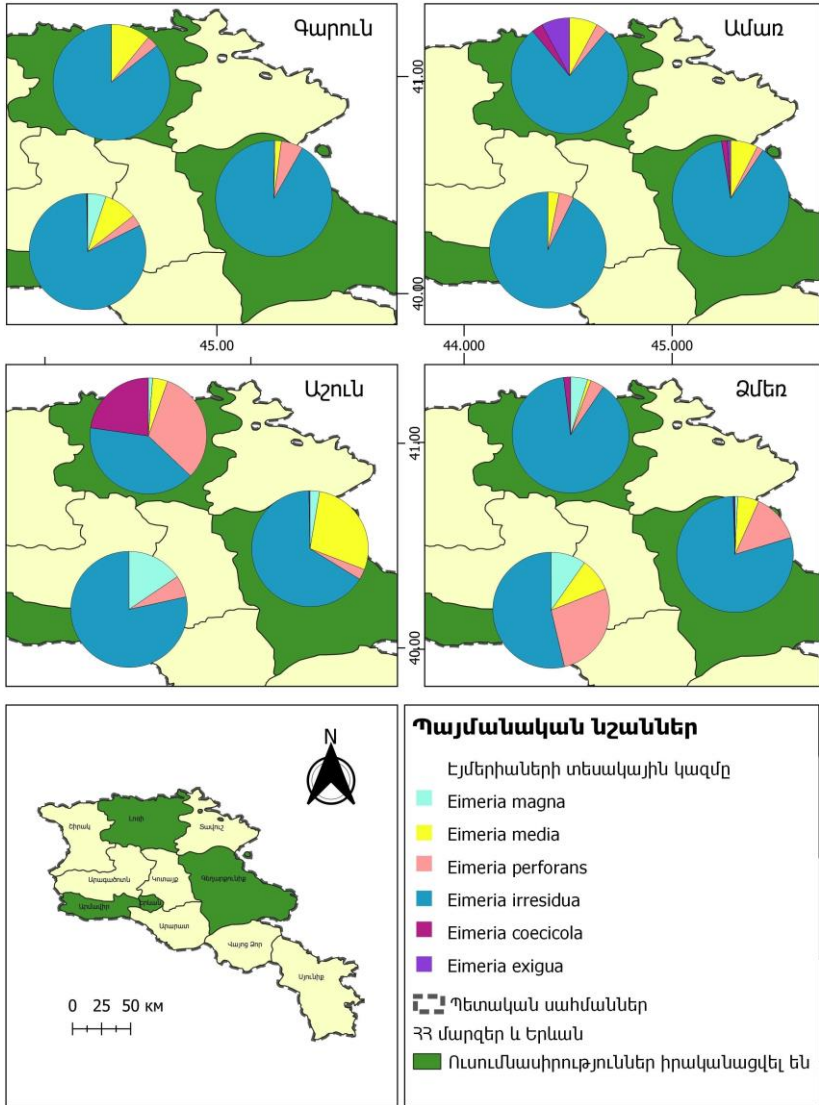 Գարուն
Ամառ
41.00
40.00
45.00
44.000
45.000
Աշուն
Ձմեռ
41.00
40.00
N
Շիրակ
Լոռի
Տավուշ
Արագածոտն
Կոտայք
Գեղարքունիք
Արմավիր
Երևան
Արարատ
Վայոց Ձոր
Սյունիք
0 25 50 км
Պայմանական նշաններ
Էյմերիաների տեսակային կազմը
Eimeria magna
Eimeria media
Eimeria perforans
Eimeria irresidua
Eimeria coecicola
Eimeria exigua
Պետական սահմաններ
ՀՀ մարզեր և Երևան
Ուսումնասիրություններ իրականացվել են